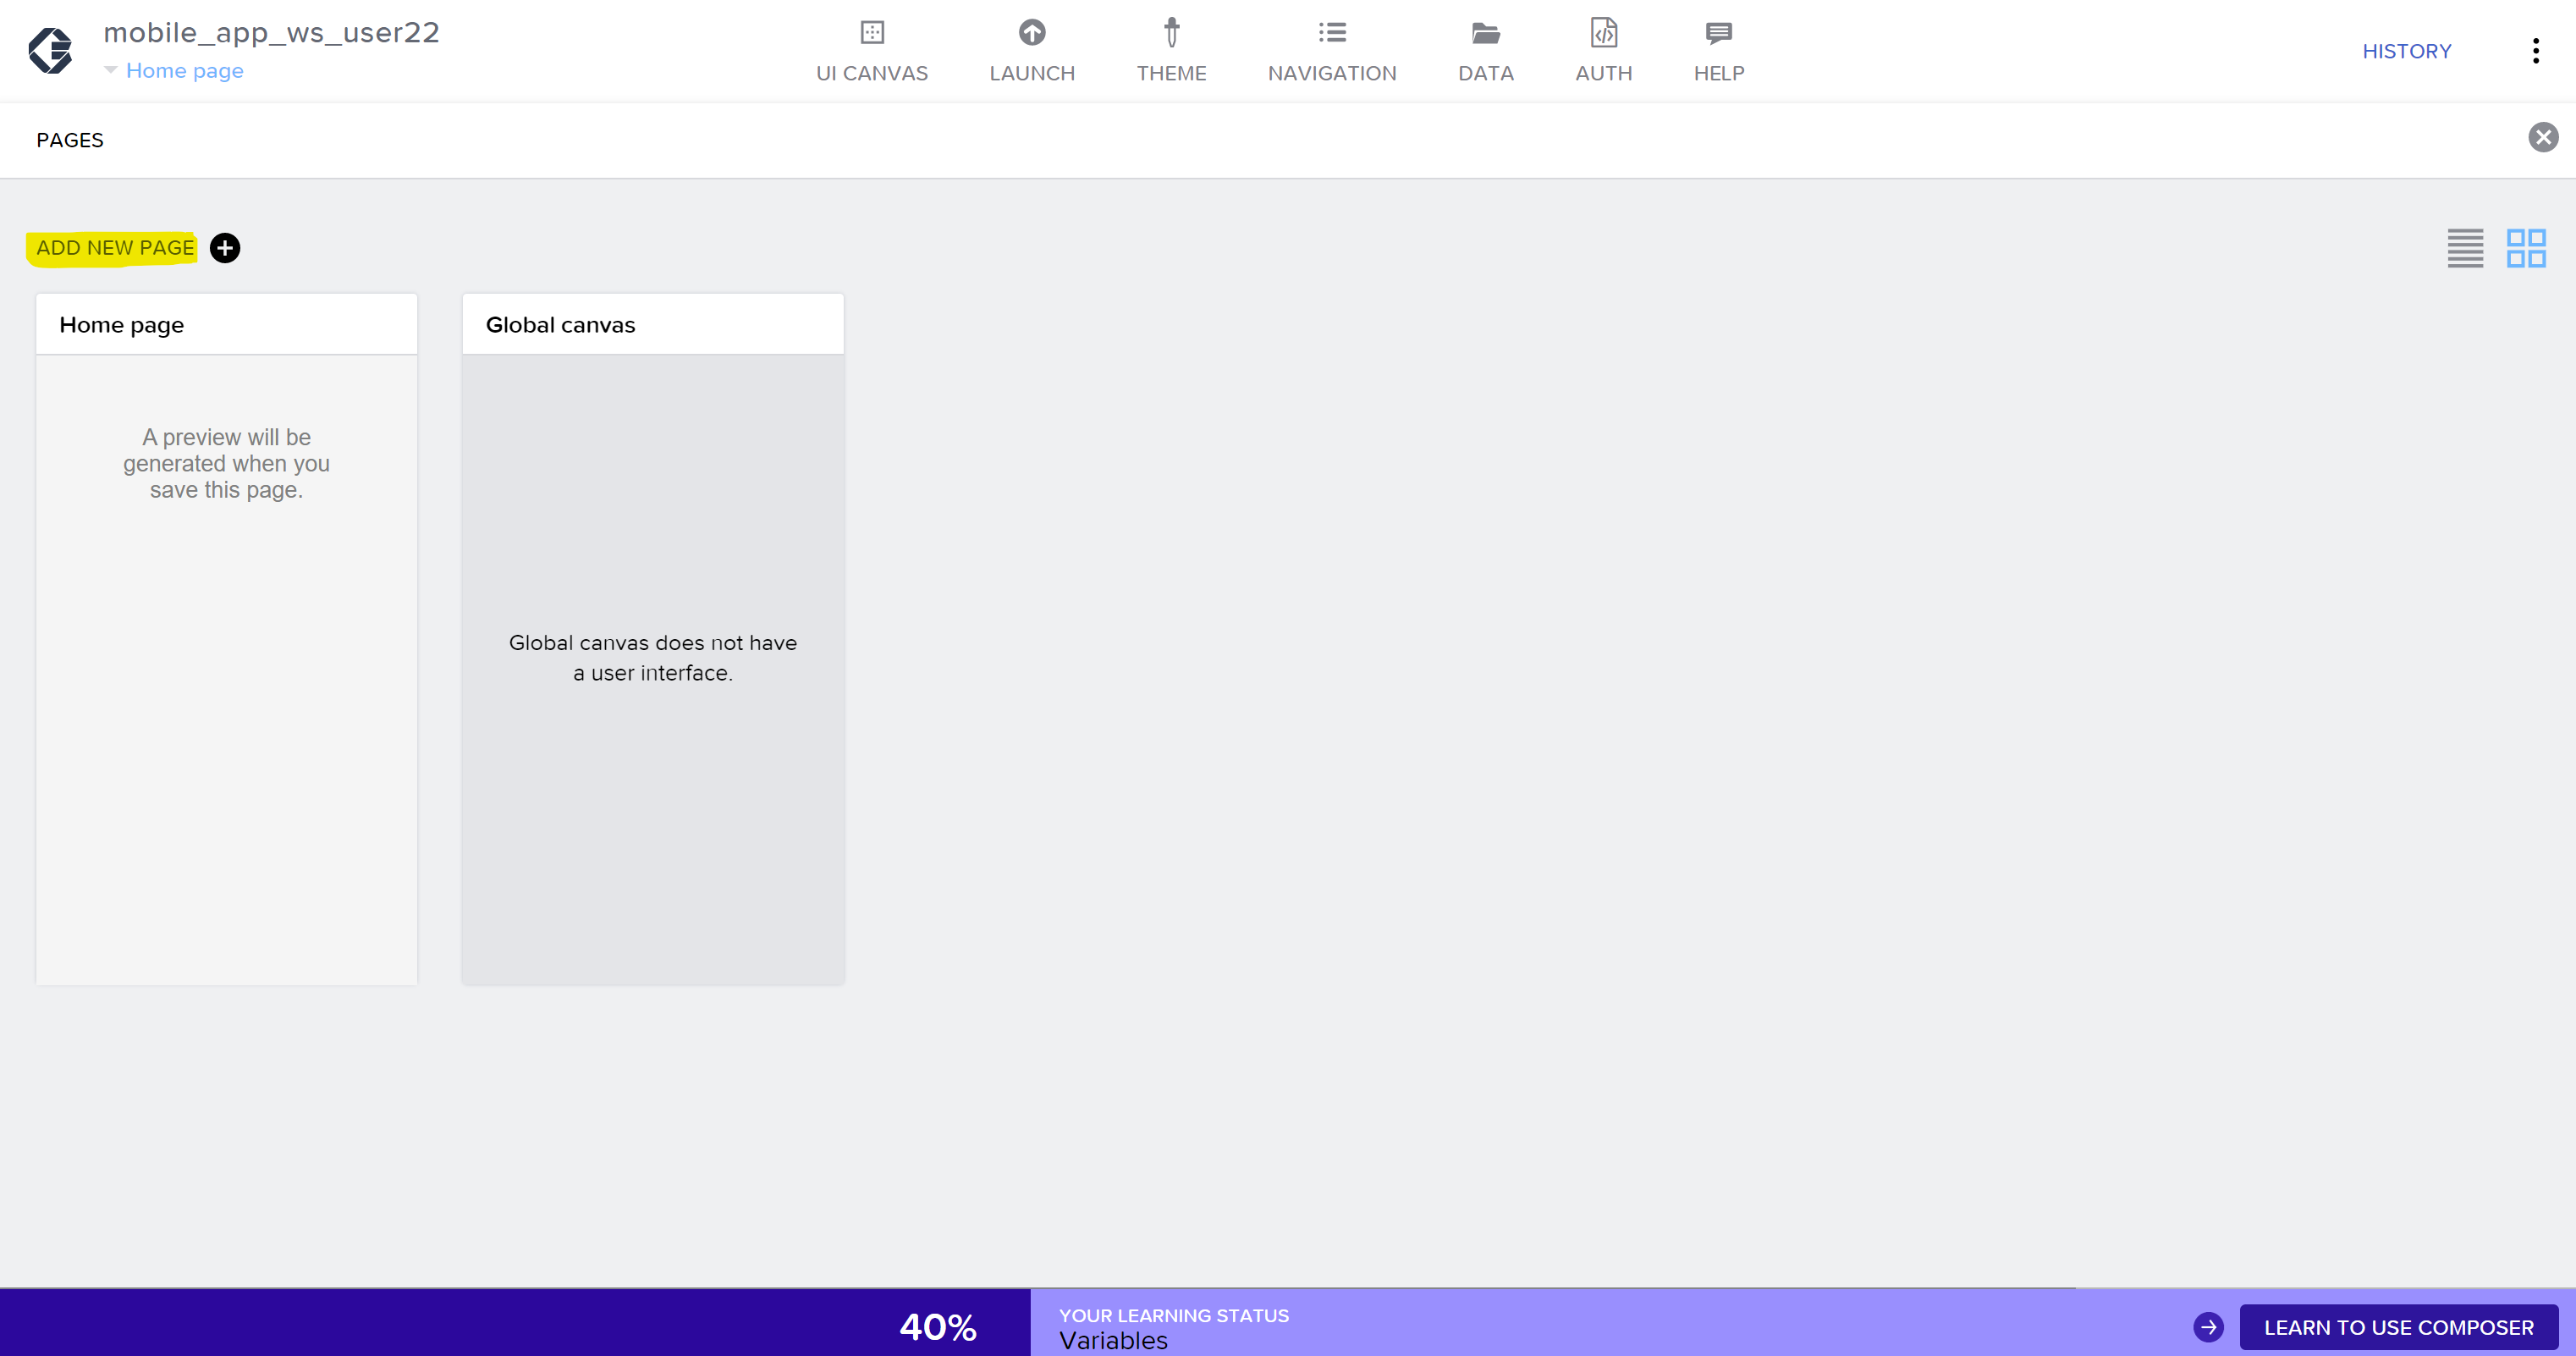 mobile_app_ws_user22
Home page
UI CANVAS
LAUNCH
THEME
NAVIGATION
DATA
AUTH
HELP
HISTORY
PAGES
ADD NEW PAGE
Home page
Global canvas
A preview will be
generated when you
save this page.
Global canvas does not have
a user interface.
40%
YOUR LEARNING STATUS
Variables
LEARN TO USE COMPOSER